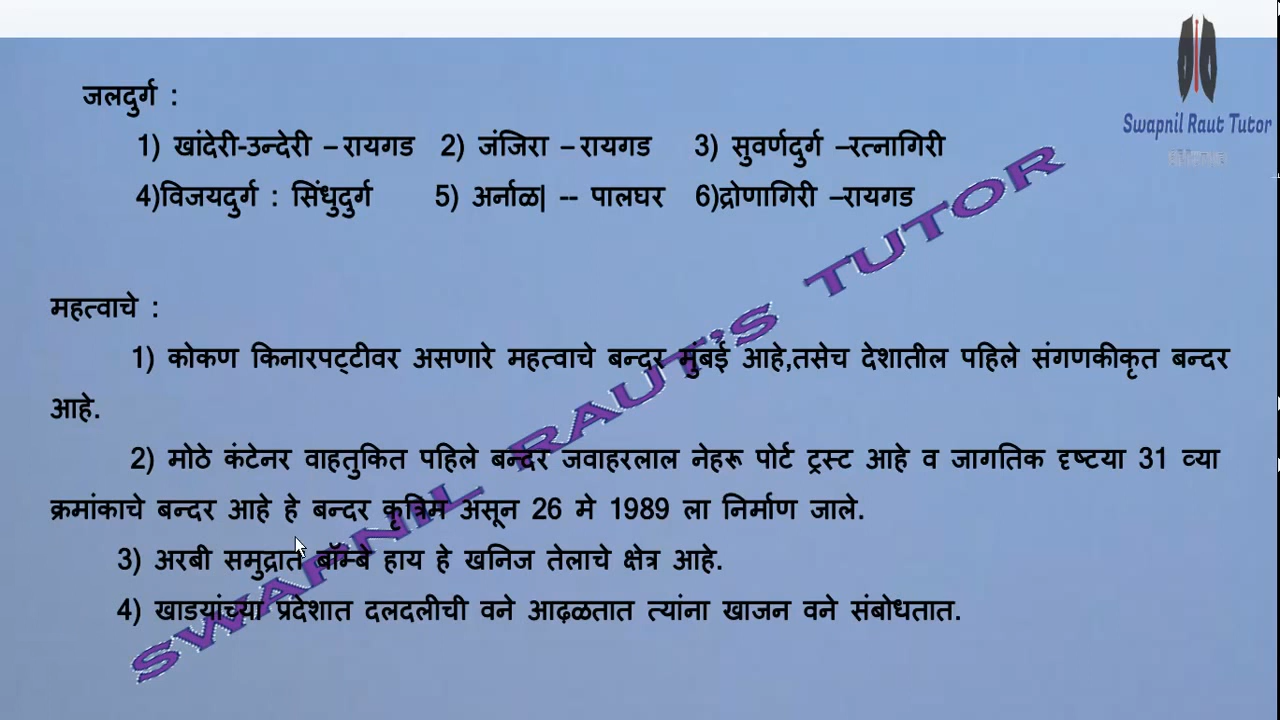 Swapnil Raut Tutor
जलदुर्ग :
1) खांदेरी-उन्देरी – रायगड 2) जंजिरा – रायगड 3) सुवर्णदुर्ग –रत्नागिरी
4)विजयदुर्ग : सिंधुदुर्ग 5) अर्नाळ| -- पालघर 6)द्रोणागिरी –रायगड
महत्वाचे :
1) कोकण किनारपट्टीवर असणारे महत्वाचे बन्दर मुंबई आहे,तसेच देशातील पहिले संगणकीकृत बन्दर
आहे.
2) मोठे कंटेनर वाहतुकित पहिले बन्दर जवाहरलाल नेहरू पोर्ट ट्रस्ट आहे व जागतिक दृष्टया 31 व्या
क्रमांकाचे बन्दर आहे हे बन्दर कृत्रिम असून 26 मे 1989 ला निर्माण जाले.
3) अरबी समुद्रात बॉम्बे हाय हे खनिज तेलाचे क्षेत्र आहे.
4) खाडयांच्या प्रदेशात दलदलीची वने आढ़ळतात त्यांना खाजन वने संबोधतात.
SWAPNIL RAUT'S TUTOR